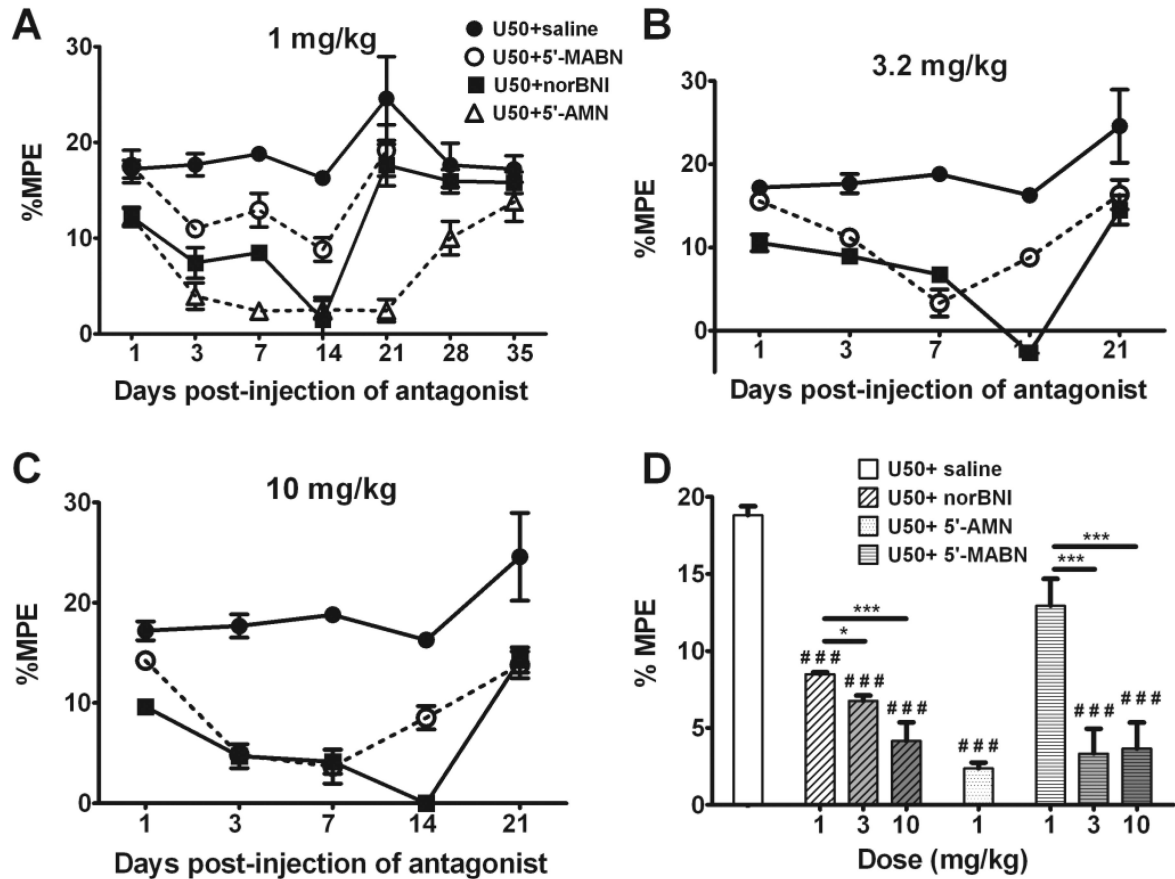 A
1 mg/kg
U50+saline
U50+5'-MABN
U50+norBNI
U50+5'-AMN
30
20
10
0
%MPE
1 3 7 14 21 28 35
Days post-injection of antagonist
B
3.2 mg/kg
30
20
10
0
%MPE
1 3 7 21
Days post-injection of antagonist
C
10 mg/kg
30
20
10
0
%MPE
1 3 7 14 21
Days post-injection of antagonist
D
U50+ saline
U50+ norBNI
U50+ 5'-AMN
U50+ 5'-MABN
20
15
10
5
0
% MPE
***
*
***
***
###
###
###
###
###
###
1 3 10 1 1 3 10
Dose (mg/kg)